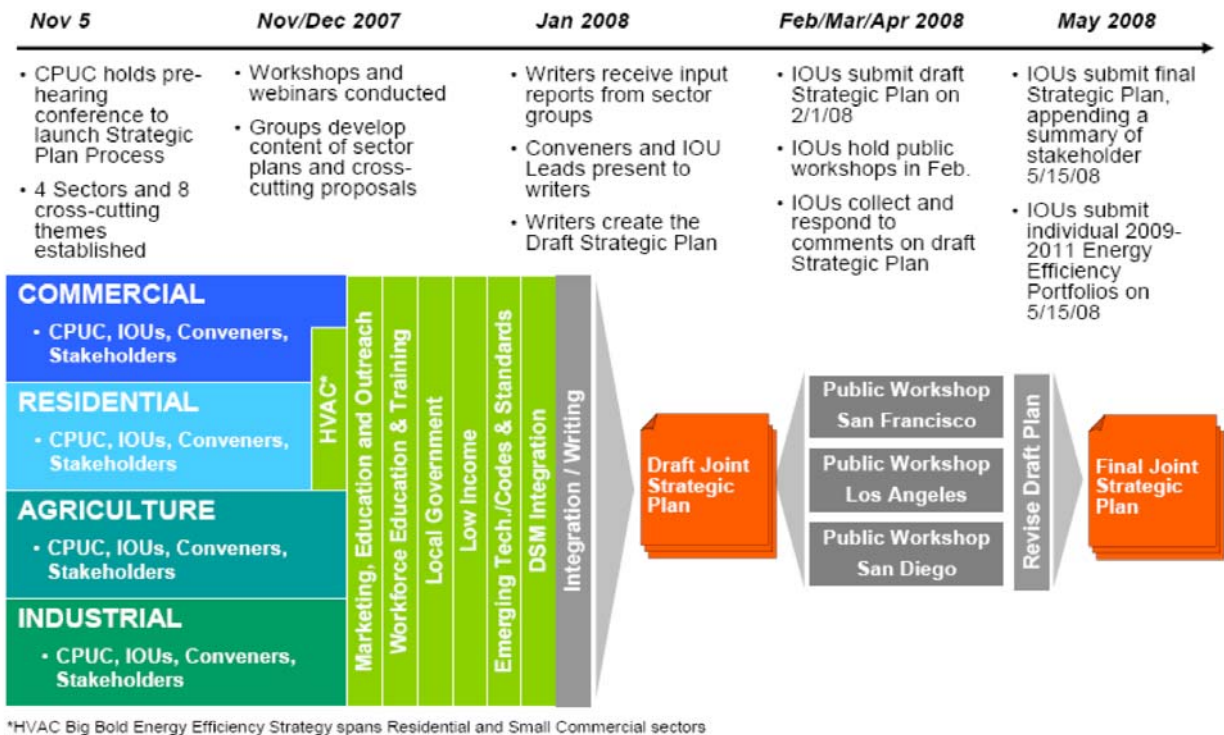 Nov 5
Nov/Dec 2007
Jan 2008
Feb/Mar/Apr 2008
May 2008
• CPUC holds pre-
hearing
conference to
launch Strategic
Plan Process
• 4 Sectors and 8
cross-cutting
themes
established
• Workshops and
webinars conducted
• Groups develop
content of sector
plans and cross-
cutting proposals
• Writers receive input
reports from sector
groups
• Conveners and IOU
Leads present to
writers
• Writers create the
Draft Strategic Plan
• IOUs submit draft
Strategic Plan on
2/1/08
• IOUs hold public
workshops in Feb.
• IOUs collect and
respond to
comments on draft
Strategic Plan
• IOUs submit final
Strategic Plan,
appending a
summary of
stakeholder
5/15/08
• IOUs submit
individual 2009-
2011 Energy
Efficiency
Portfolios on
5/15/08
COMMERCIAL
• CPUC, IOUs, Conveners,
Stakeholders
RESIDENTIAL
• CPUC, IOUs, Conveners,
Stakeholders
AGRICULTURE
• CPUC, IOUs, Conveners,
Stakeholders
INDUSTRIAL
• CPUC, IOUs, Conveners,
Stakeholders
HVAC*
Marketing, Education and Outreach
Workforce Education & Training
Local Government
Low Income
Emerging Tech./Codes & Standards
DSM Integration
Integration / Writing
Draft Joint
Strategic
Plan
Public Workshop
San Francisco
Public Workshop
Los Angeles
Public Workshop
San Diego
Revise Draft Plan
Final Joint
Strategic
Plan
*HVAC Big Bold Energy Efficiency Strategy spans Residential and Small Commercial sectors